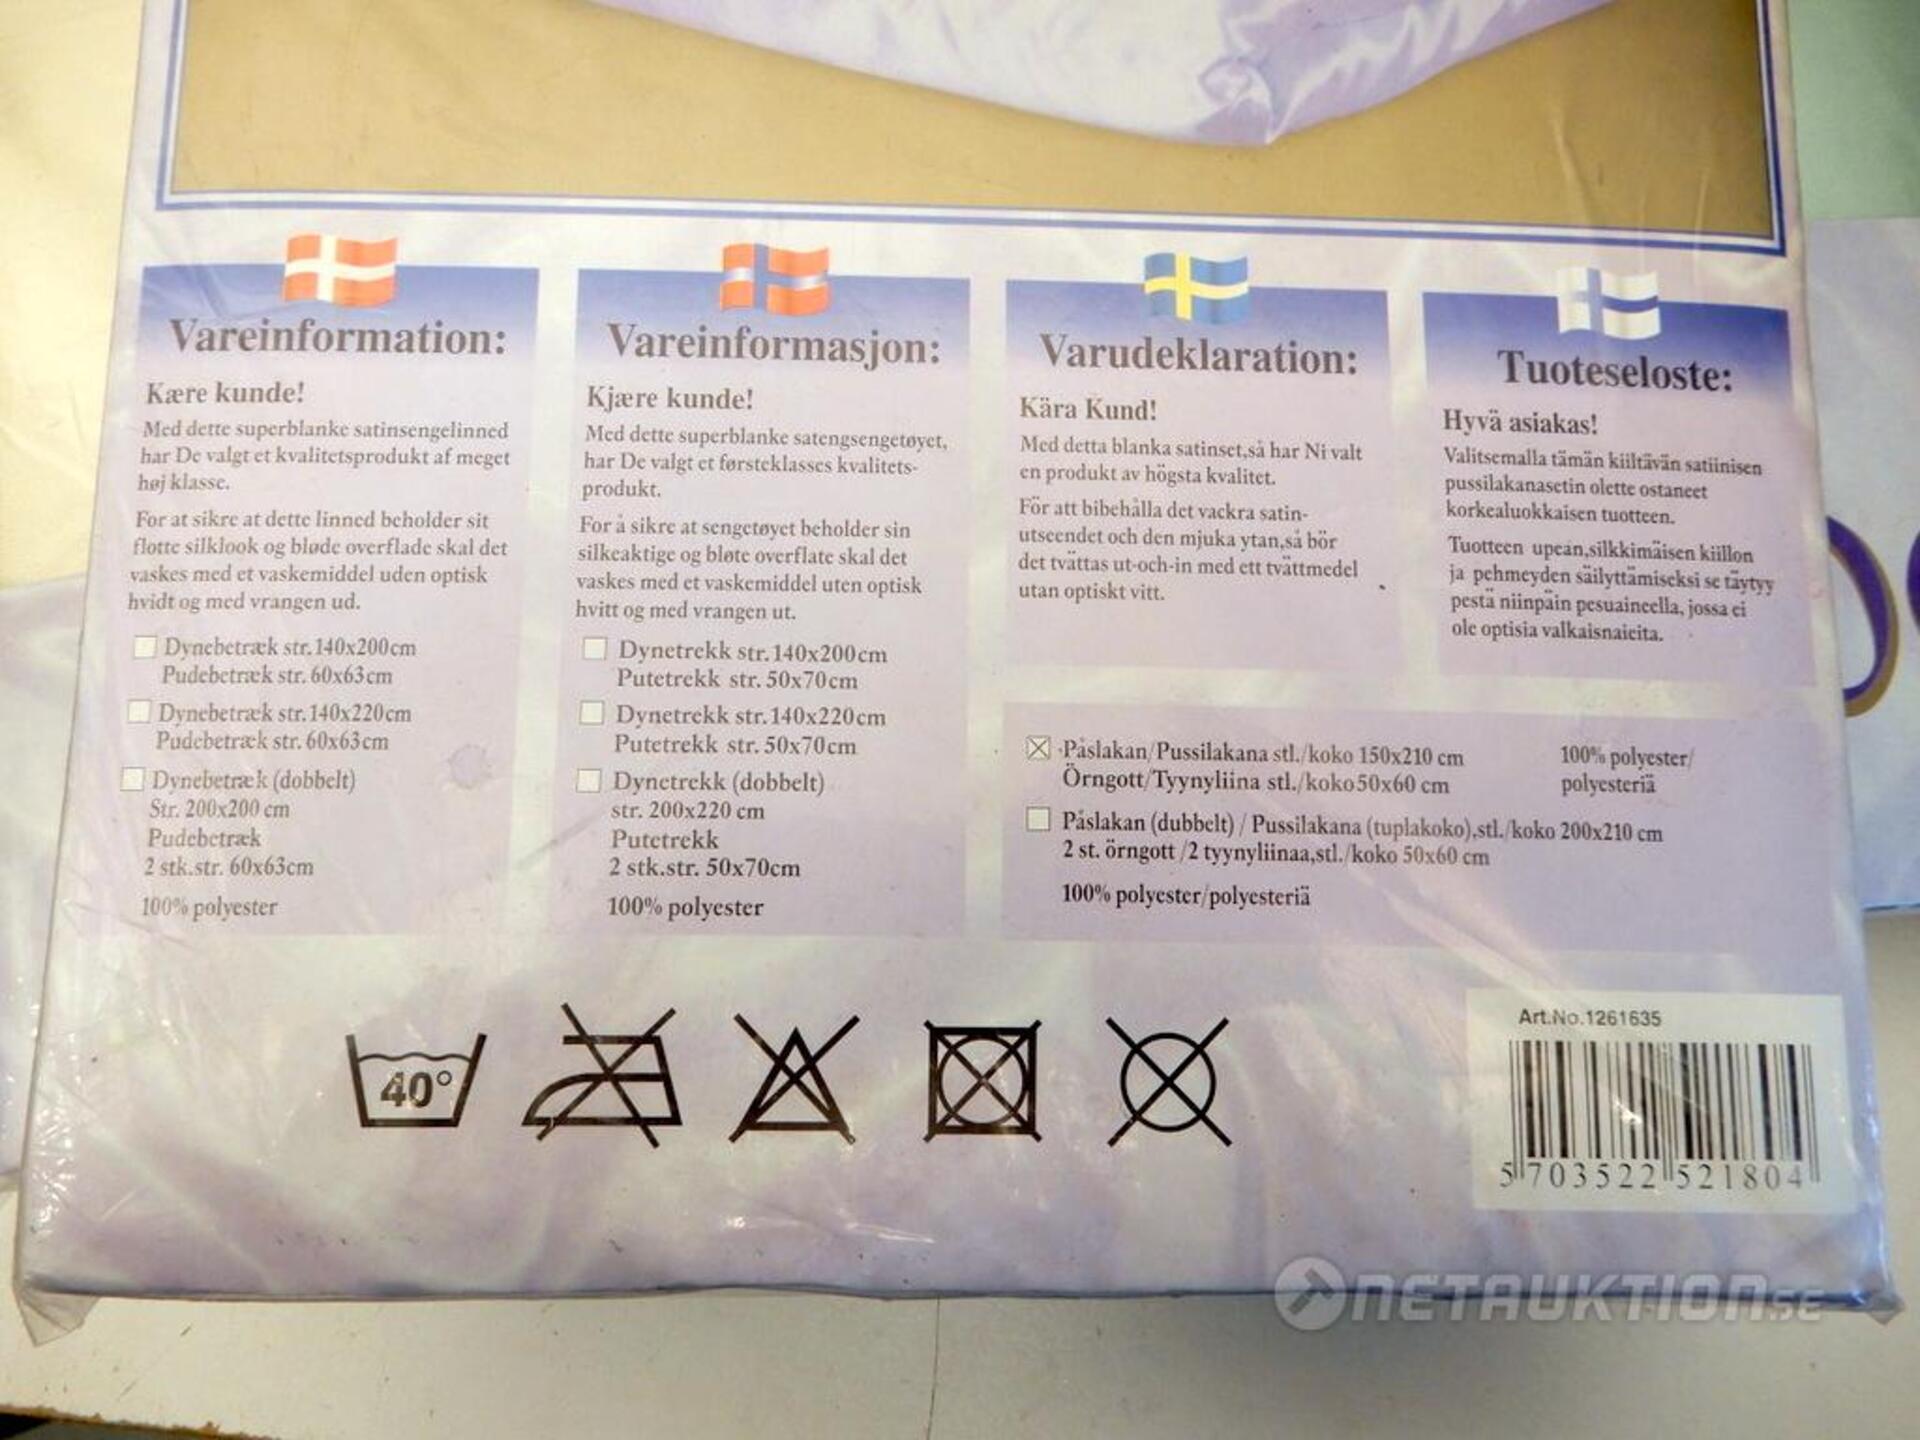 Vareinformation:
Kære kunde!
Med dette superblanke satinsengelinned
har De valgt et kvalitetsprodukt af meget
høj klasse.
For at sikre at dette linned beholder sit
flotte silklook og bløde overflade skal det
vaskes med et vaskemiddel uden optisk
hvidt og med vrangen ud.
Dynebetræk str.140x200cm
Pudebetræk str. 60x63cm
Dynebetræk str.140x220cm
Pudebetræk str. 60x63cm
Dynebetræk (dobbelt)
Str. 200x200 cm
Pudebetræk
2 stk.str. 60x63cm
100% polyester
Vareinformasjon:
Kjære kunde!
Med dette superblanke satengsengetøyet,
har De valgt et førsteklasses kvalitets-
produkt.
For å sikre at sengetøyet beholder sin
silkeaktige og bløte overflate skal det
vaskes med et vaskemiddel uten optisk
hvitt og med vrangen ut.
Dynetrekk str.140x200cm
Putetrekk str. 50x70cm
Dynetrekk str.140x220cm
Putetrekk str. 50x70cm
Dynetrekk (dobbelt)
str. 200x220 cm
Putetrekk
2 stk.str. 50x70cm
100% polyester
Varudeklaration:
Kära Kund!
Med detta blanka satinset,så har Ni valt
en produkt av högsta kvalitet.
För att bibehålla det vackra satin-
utseendet och den mjuka ytan,så bör
det tvättas ut-och-in med ett tvättmedel
utan optiskt vitt.
Tuoteseloste:
Hyvä asiakas!
Valitsemalla tämän kiiltävän satiinisen
pussilakanasetin olette ostaneet
korkealuokkaisen tuotteen.
Tuotteen upean,silkkimäisen kiillon
ja pehmeyden säilyttämiseksi se täytyy
pestä niinpäin pesuaineella, jossa ei
ole optisia valkaisnaieita.
Påslakan/Pussilakana stl./koko 150x210 cm 100% polyester/
Örngott/Tyynyliina stl./koko50x60 cm polyesteriä
Påslakan (dubbelt) / Pussilakana (tuplakoko),stl./koko 200x210 cm
2 st. örngott /2 tyynyliinaa,stl./koko 50x60 cm
100% polyester/polyesteriä
40°
Art.No.1261635
5 703522 521804
NETAUKTION.SE